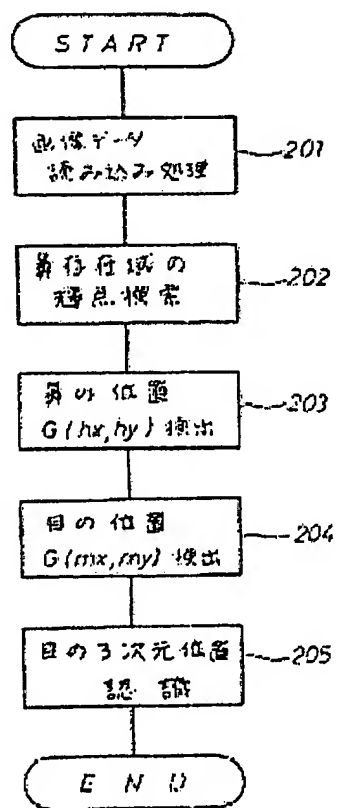 START
画像データ
読み込み処理
201
鼻存在域の
輝点検索
202
鼻の位置
G(hx,hy)検出
203
目の位置
G(mx,my)検出
204
目の3次元位置
認識
205
END